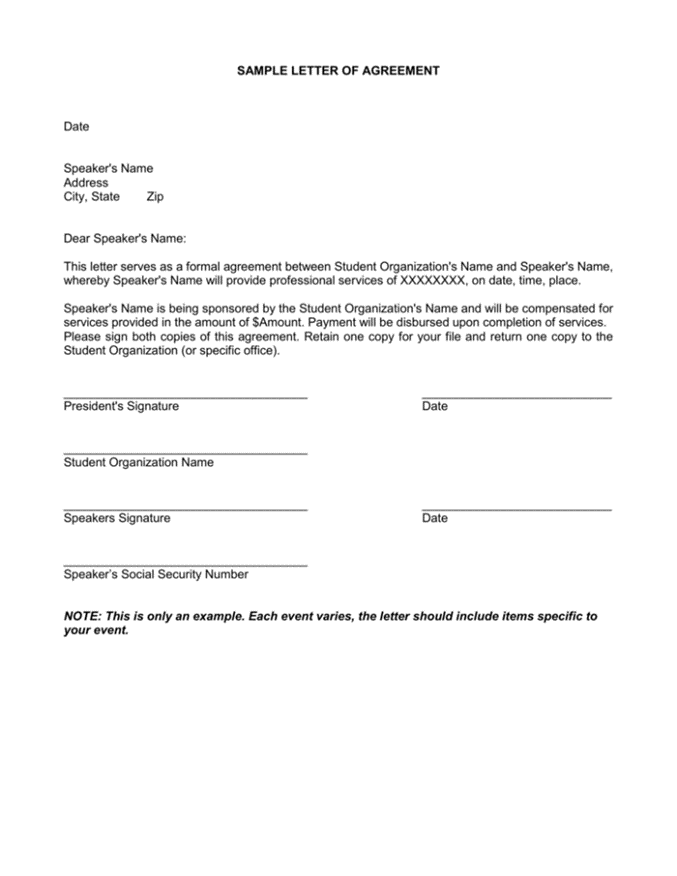 SAMPLE LETTER OF AGREEMENT
Date
Speaker's Name
Address
City, State Zip
Dear Speaker's Name:
This letter serves as a formal agreement between Student Organization's Name and Speaker's Name,
whereby Speaker's Name will provide professional services of XXXXXXXX, on date, time, place.
Speaker's Name is being sponsored by the Student Organization's Name and will be compensated for
services provided in the amount of $Amount. Payment will be disbursed upon completion of services.
Please sign both copies of this agreement. Retain one copy for your file and return one copy to the
Student Organization (or specific office).
President's Signature Date
Student Organization Name
Speakers Signature Date
Speaker’s Social Security Number
NOTE: This is only an example. Each event varies, the letter should include items specific to
your event.